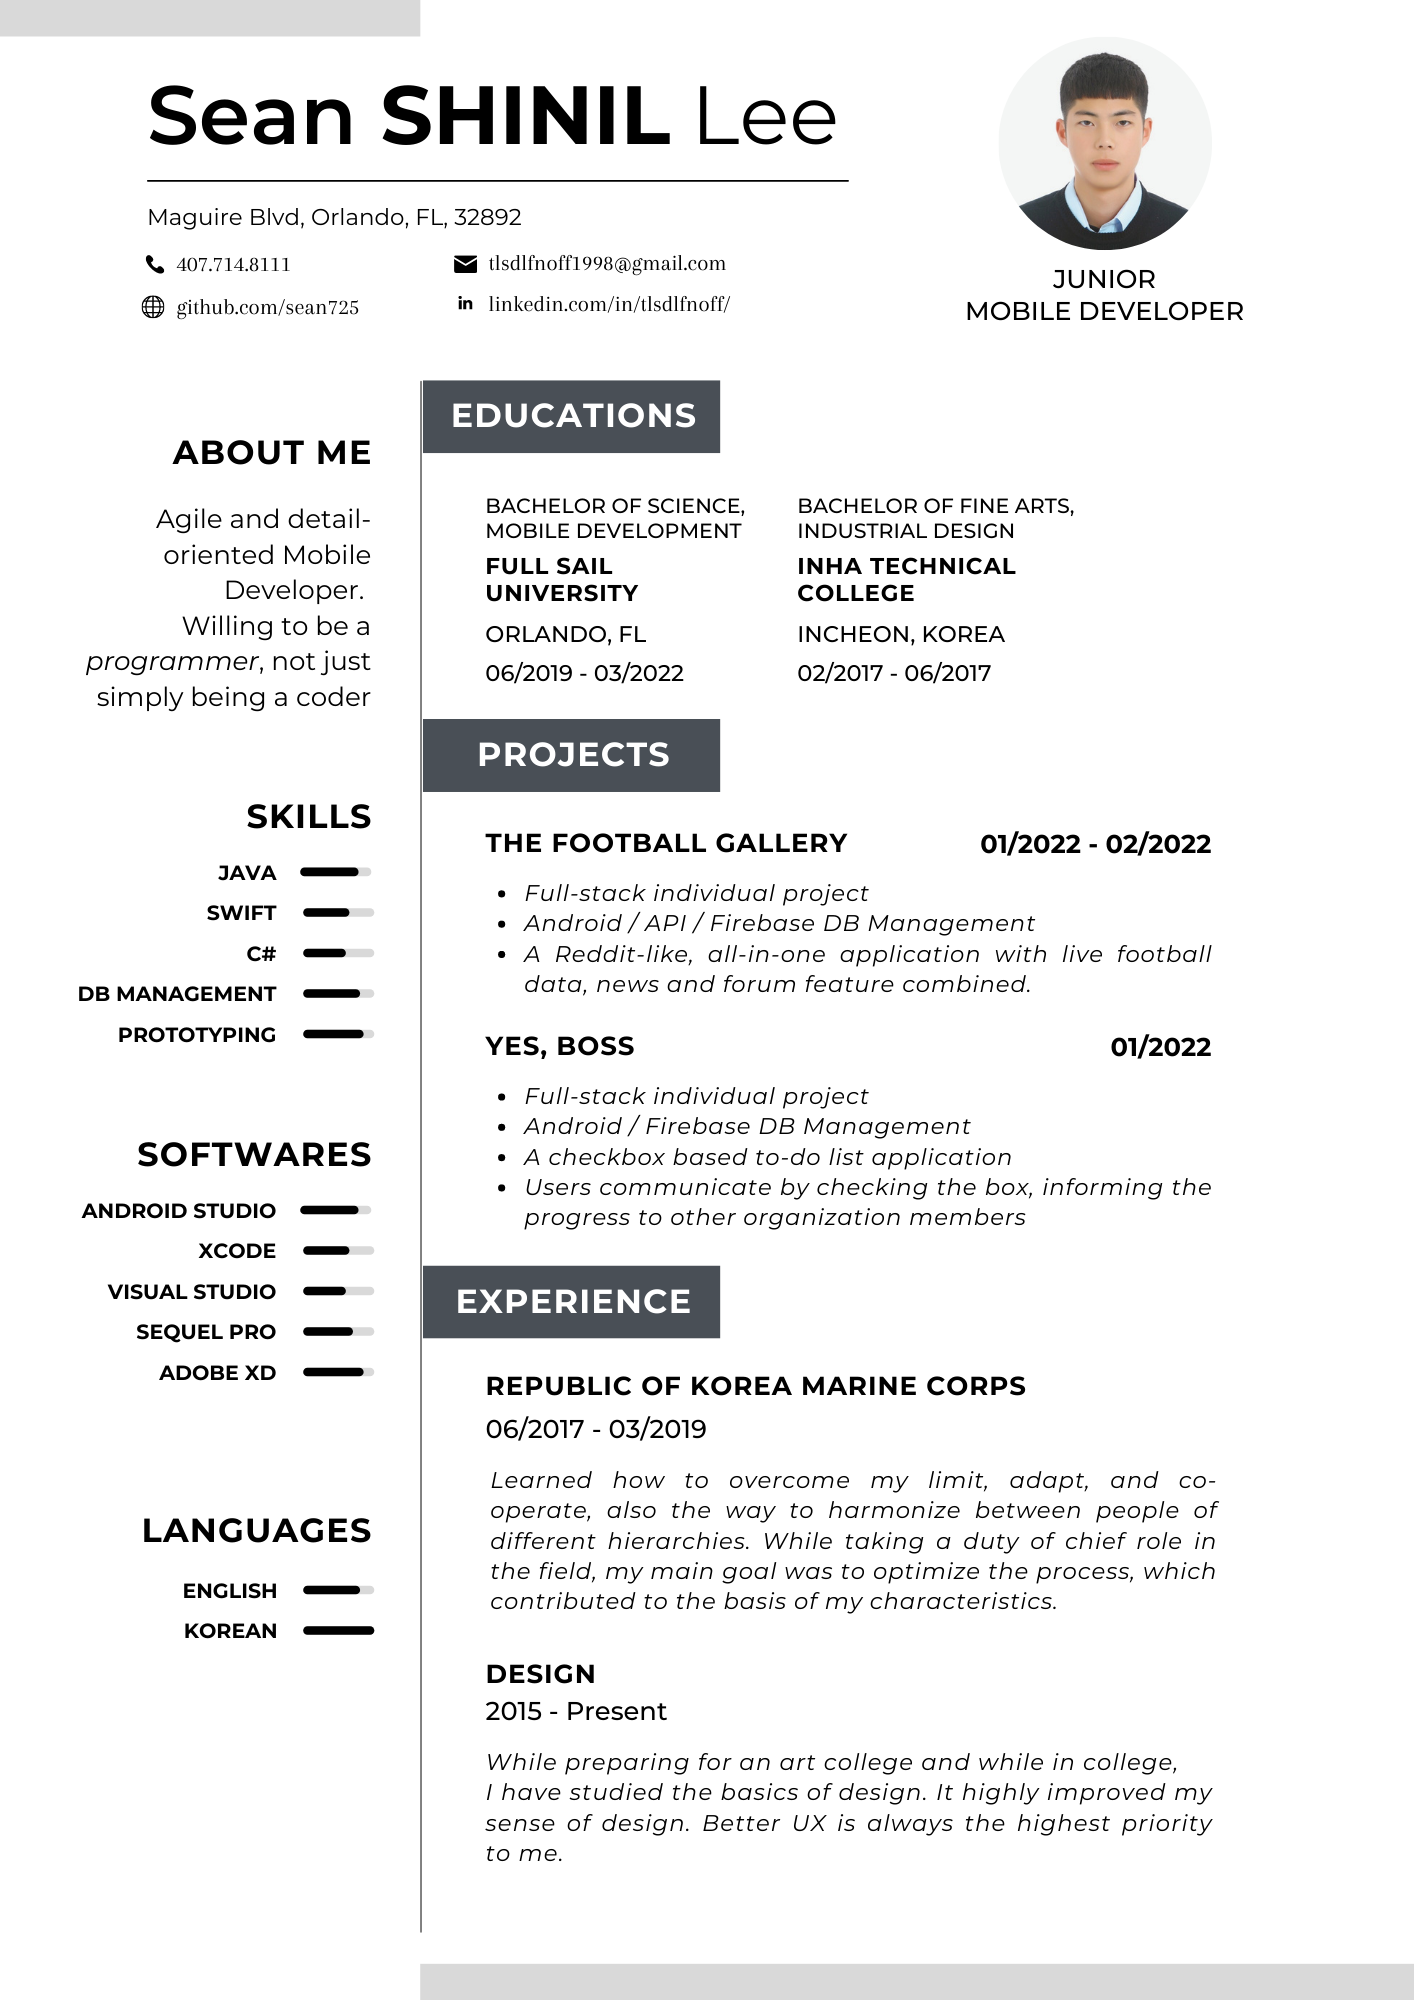 Sean SHINIL Lee
Maguire Blvd, Orlando, FL, 32892
407.714.8111
tlsdlfnoff1998@gmail.com
github.com/sean725
linkedin.com/in/tlsdlfnoff/
JUNIOR
MOBILE DEVELOPER
ABOUT ME
Agile and detail-
oriented Mobile
Developer.
Willing to be a
programmer, not just
simply being a coder
SKILLS
JAVA
SWIFT
C#
DB MANAGEMENT
PROTOTYPING
SOFTWARES
ANDROID STUDIO
XCODE
VISUAL STUDIO
SEQUEL PRO
ADOBE XD
LANGUAGES
ENGLISH
KOREAN
EDUCATIONS
BACHELOR OF SCIENCE,
MOBILE DEVELOPMENT
FULL SAIL
UNIVERSITY
ORLANDO, FL
06/2019 - 03/2022
BACHELOR OF FINE ARTS,
INDUSTRIAL DESIGN
INHA TECHNICAL
COLLEGE
INCHEON, KOREA
02/2017 - 06/2017
PROJECTS
THE FOOTBALL GALLERY 01/2022 - 02/2022
• Full-stack individual project
• Android / API / Firebase DB Management
• A Reddit-like, all-in-one application with live football
data, news and forum feature combined.
YES, BOSS 01/2022
• Full-stack individual project
• Android / Firebase DB Management
• A checkbox based to-do list application
• Users communicate by checking the box, informing the
progress to other organization members
EXPERIENCE
REPUBLIC OF KOREA MARINE CORPS
06/2017 - 03/2019
Learned how to overcome my limit, adapt, and co-
operate, also the way to harmonize between people of
different hierarchies. While taking a duty of chief role in
the field, my main goal was to optimize the process, which
contributed to the basis of my characteristics.
DESIGN
2015 - Present
While preparing for an art college and while in college,
I have studied the basics of design. It highly improved my
sense of design. Better UX is always the highest priority
to me.